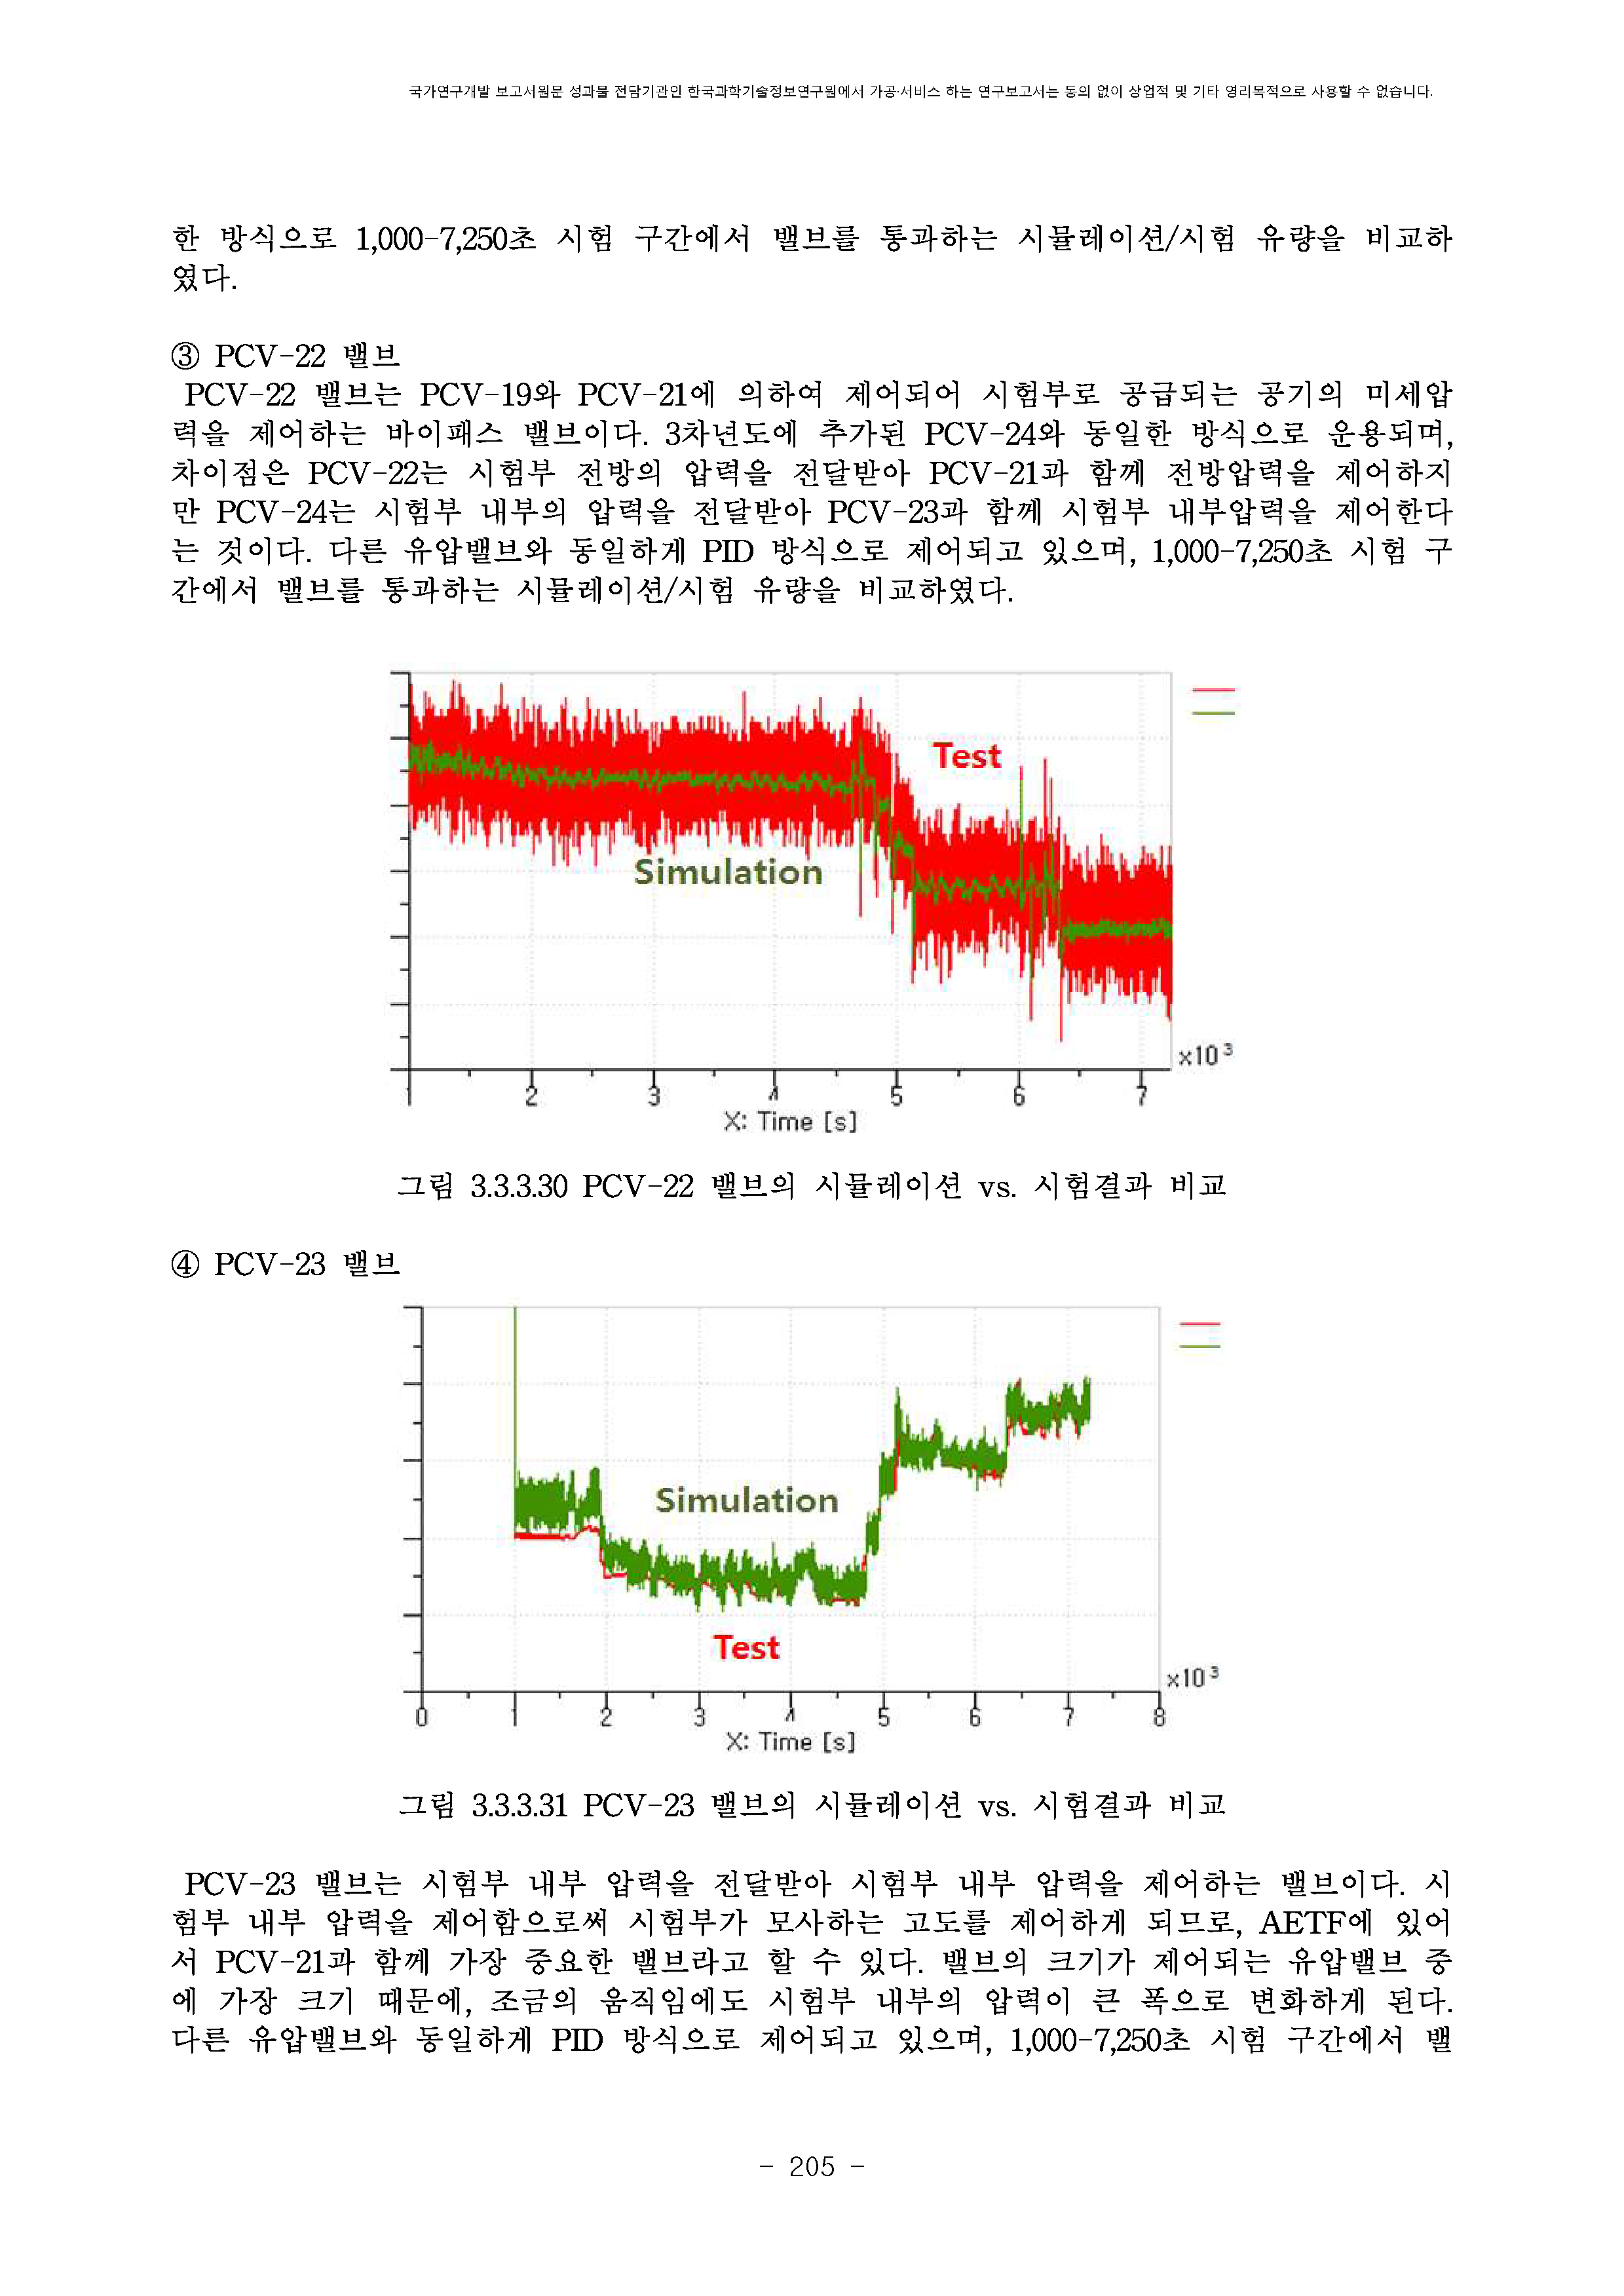 국가연구개발 보고서원문 성과물 전담기관인 한국과학기술정보연구원에서 가공·서비스 하는 연구보고서는 동의 없이 상업적 및 기타 영리목적으로 사용할 수 없습니다.
한 방식으로 1,000-7,250초 시험 구간에서 밸브를 통과하는 시뮬레이션/시험 유량을 비교하
였다.
③ PCV-22 밸브
PCV-22 밸브는 PCV-19와 PCV-21에 의하여 제어되어 시험부로 공급되는 공기의 미세압
력을 제어하는 바이패스 밸브이다. 3차년도에 추가된 PCV-24와 동일한 방식으로 운용되며,
차이점은 PCV-22는 시험부 전방의 압력을 전달받아 PCV-21과 함께 전방압력을 제어하지
만 PCV-24는 시험부 내부의 압력을 전달받아 PCV-23과 함께 시험부 내부압력을 제어한다
는 것이다. 다른 유압밸브와 동일하게 PID 방식으로 제어되고 있으며, 1,000-7,250초 시험 구
간에서 밸브를 통과하는 시뮬레이션/시험 유량을 비교하였다.
Test
Simulation
x10 3
1 2 3 4 5 6 7
X: Time [s]
그림 3.3.3.30 PCV-22 밸브의 시뮬레이션 vs. 시험결과 비교
④ PCV-23 밸브
Simulation
Test
x10 3
0 1 2 3 4 5 6 7 8
X: Time [s]
그림 3.3.3.31 PCV-23 밸브의 시뮬레이션 vs. 시험결과 비교
PCV-23 밸브는 시험부 내부 압력을 전달받아 시험부 내부 압력을 제어하는 밸브이다. 시
험부 내부 압력을 제어함으로써 시험부가 모사하는 고도를 제어하게 되므로, AETF에 있어
서 PCV-21과 함께 가장 중요한 밸브라고 할 수 있다. 밸브의 크기가 제어되는 유압밸브 중
에 가장 크기 때문에, 조금의 움직임에도 시험부 내부의 압력이 큰 폭으로 변화하게 된다.
다른 유압밸브와 동일하게 PID 방식으로 제어되고 있으며, 1,000-7,250초 시험 구간에서 밸
- 205 -